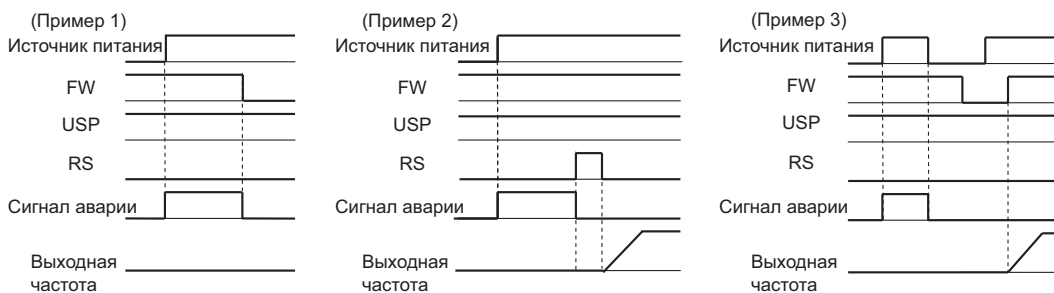 (Пример 1)
Источник питания
FW
USP
RS
Сигнал аварии
Выходная
частота
(Пример 2)
Источник питания
FW
USP
RS
Сигнал аварии
Выходная
частота
(Пример 3)
Источник питания
FW
USP
RS
Сигнал аварии
Выходная
частота